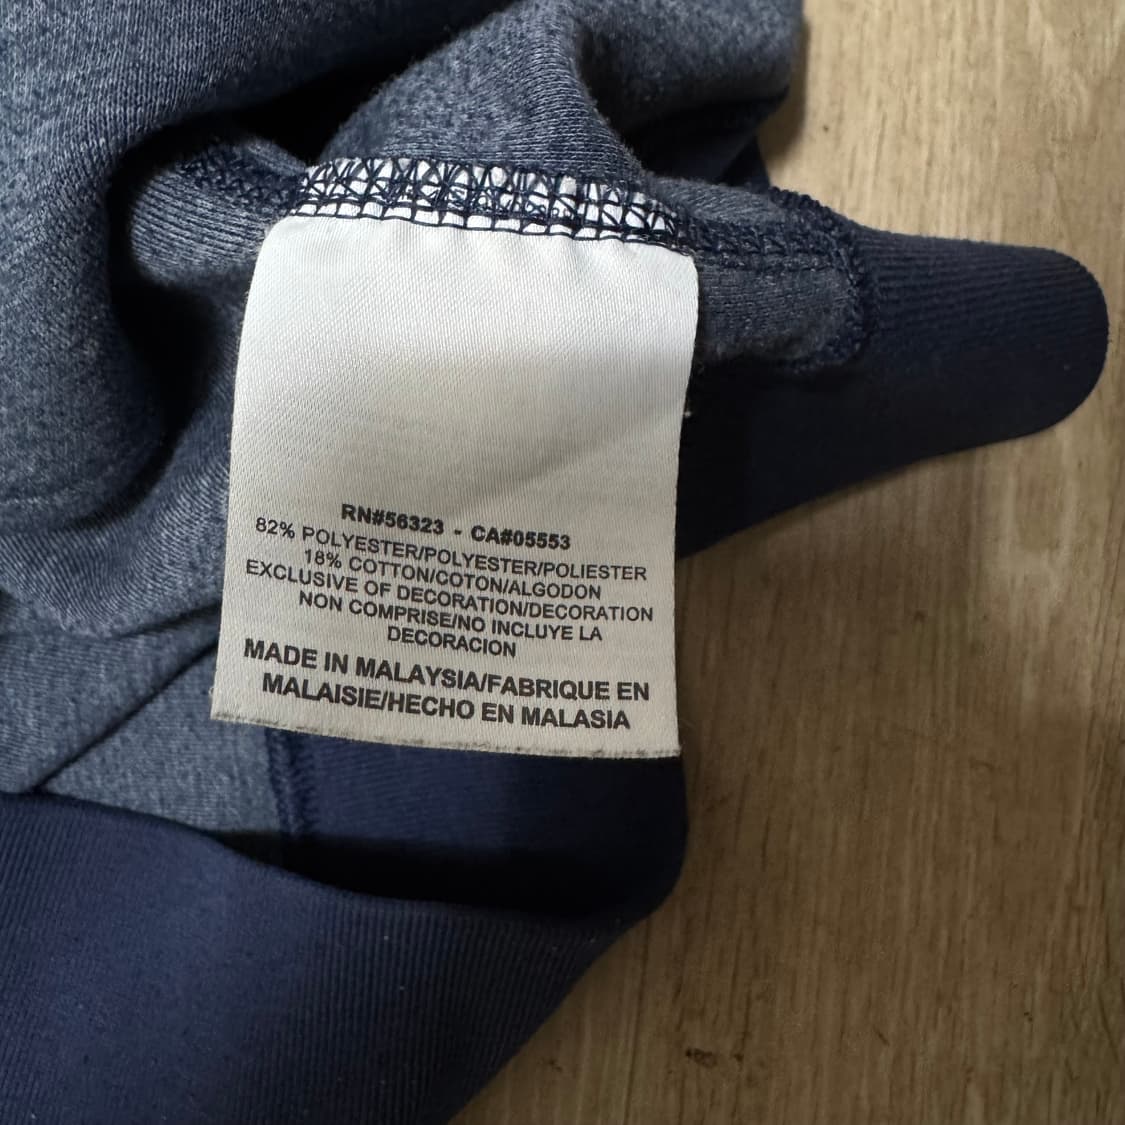 RN#56323 - CA#05553
82% POLYESTER/POLYESTER/POLIESTER
18% COTTON/COTON/ALGODON
EXCLUSIVE OF DECORATION/DECORATION
NON COMPRISE/NO INCLUYE LA
DECORACION
MADE IN MALAYSIA/FABRIQUE EN
MALAISIE/HECHO EN MALASIA